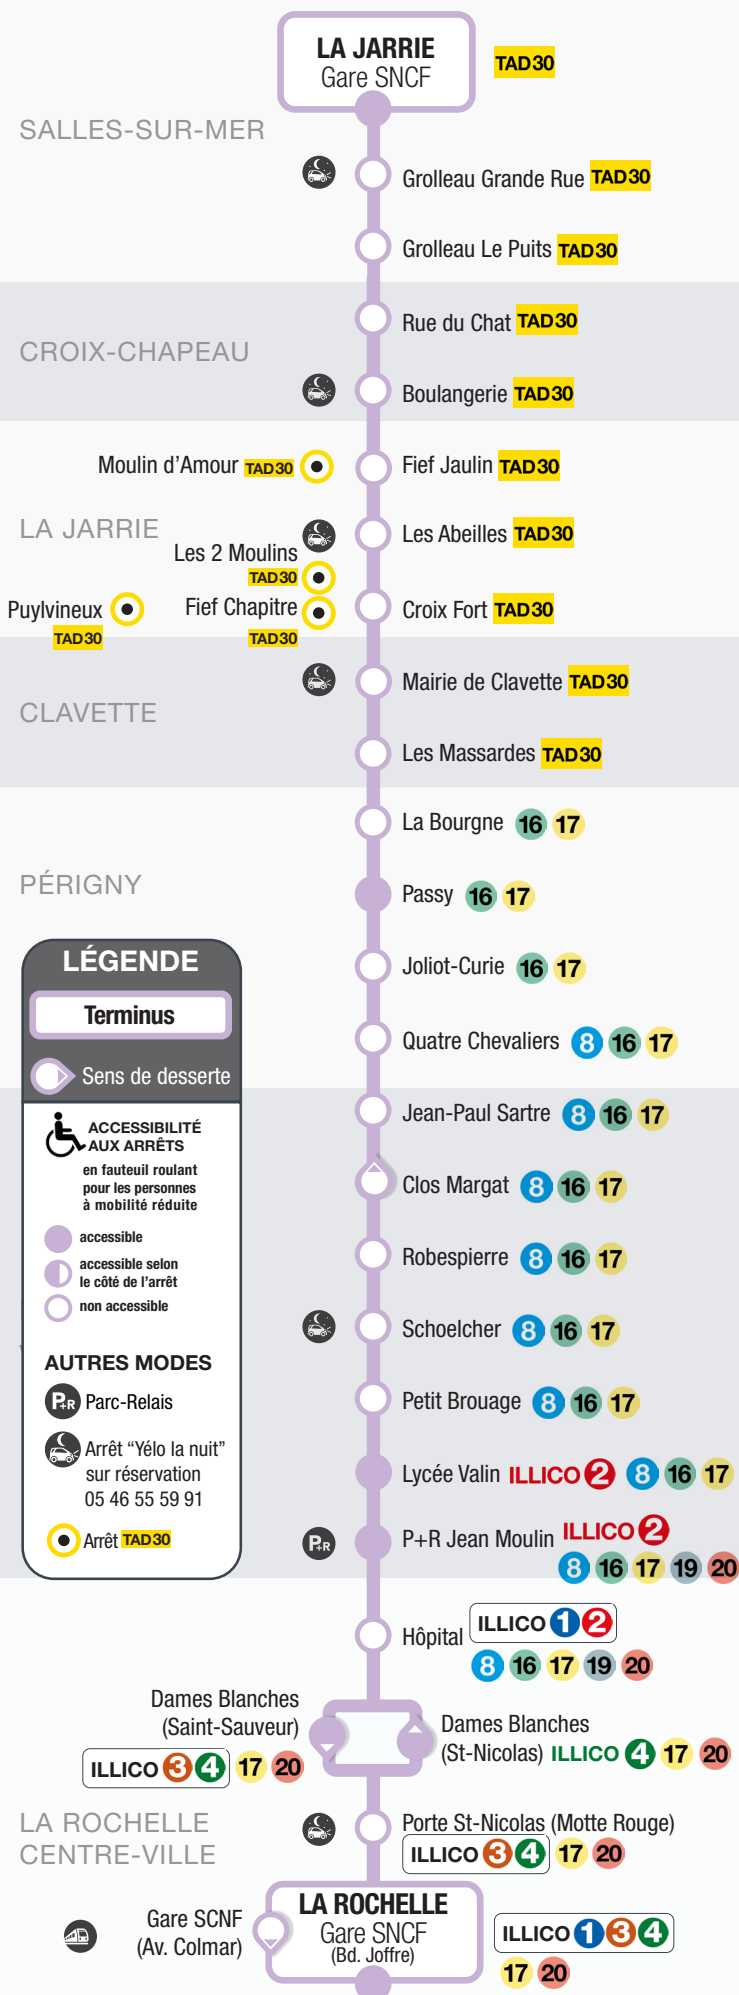 LA JARRIE
Gare SNCF
TAD30
SALLES-SUR-MER
Grolleau Grande Rue TAD30
Grolleau Le Puits TAD30
Rue du Chat TAD30
CROIX-CHAPEAU
Boulangerie TAD30
Moulin d'Amour TAD30
Fief Jaulin TAD30
LA JARRIE
Les Abeilles TAD30
Les 2 Moulins
TAD30
Puylvineux
TAD30
Fief Chapitre
TAD30
Croix Fort TAD30
Mairie de Clavette TAD30
CLAVETTE
Les Massardes TAD30
La Bourgne 16 17
PÉRIGNY
Passy 16 17
Joliot-Curie 16 17
Quatre Chevaliers 8 16 17
Jean-Paul Sartre 8 16 17
Clos Margat 8 16 17
Robespierre 8 16 17
Schoelcher 8 16 17
Petit Brouage 8 16 17
Lycée Valin ILLICO 2 8 16 17
P+R
P+R Jean Moulin ILLICO 2
8 16 17 19 20
Hôpital ILLICO 1 2
8 16 17 19 20
Dames Blanches
(Saint-Sauveur)
ILLICO 3 4 17 20
Dames Blanches
(St-Nicolas) ILLICO 4 17 20
LA ROCHELLE
CENTRE-VILLE
Porte St-Nicolas (Motte Rouge)
ILLICO 3 4 17 20
Gare SCNF
(Av. Colmar)
LA ROCHELLE
Gare SNCF
(Bd. Joffre)
ILLICO 1 3 4
17 20
LÉGENDE
Terminus
Sens de desserte
ACCESSIBILITÉ
AUX ARRÊTS
en fauteuil roulant
pour les personnes
à mobilité réduite
accessible
accessible selon
le côté de l'arrêt
non accessible
AUTRES MODES
P+R Parc-Relais
Arrêt "Yélo la nuit"
sur réservation
05 46 55 59 91
Arrêt TAD30